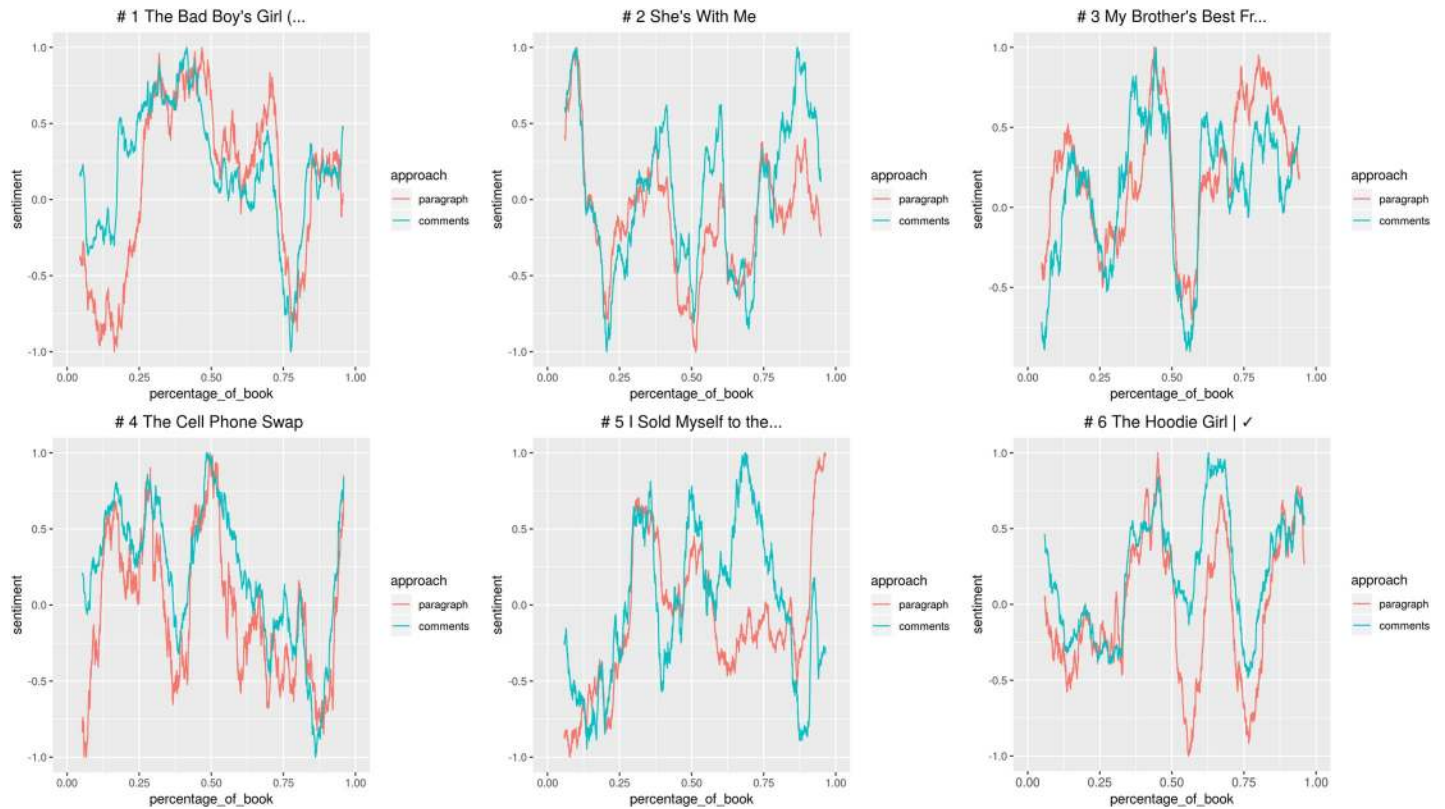 # 1 The Bad Boy's Girl (...
1.0
0.5
0.0
-0.5
-1.0
sentiment
0.00 0.25 0.50 0.75 1.00
percentage_of_book
approach
paragraph
comments
# 2 She's With Me
1.0
0.5
0.0
-0.5
-1.0
sentiment
0.00 0.25 0.50 0.75 1.00
percentage_of_book
approach
paragraph
comments
# 3 My Brother's Best Fr...
1.0
0.5
0.0
-0.5
sentiment
0.00 0.25 0.50 0.75 1.00
percentage_of_book
approach
paragraph
comments
# 4 The Cell Phone Swap
1.0
0.5
0.0
-0.5
-1.0
sentiment
0.00 0.25 0.50 0.75 1.00
percentage_of_book
approach
paragraph
comments
# 5 I Sold Myself to the...
1.0
0.5
0.0
-0.5
-1.0
sentiment
0.00 0.25 0.50 0.75 1.00
percentage_of_book
approach
paragraph
comments
# 6 The Hoodie Girl | ✓
1.0
0.5
0.0
-0.5
-1.0
sentiment
0.00 0.25 0.50 0.75 1.00
percentage_of_book
approach
paragraph
comments